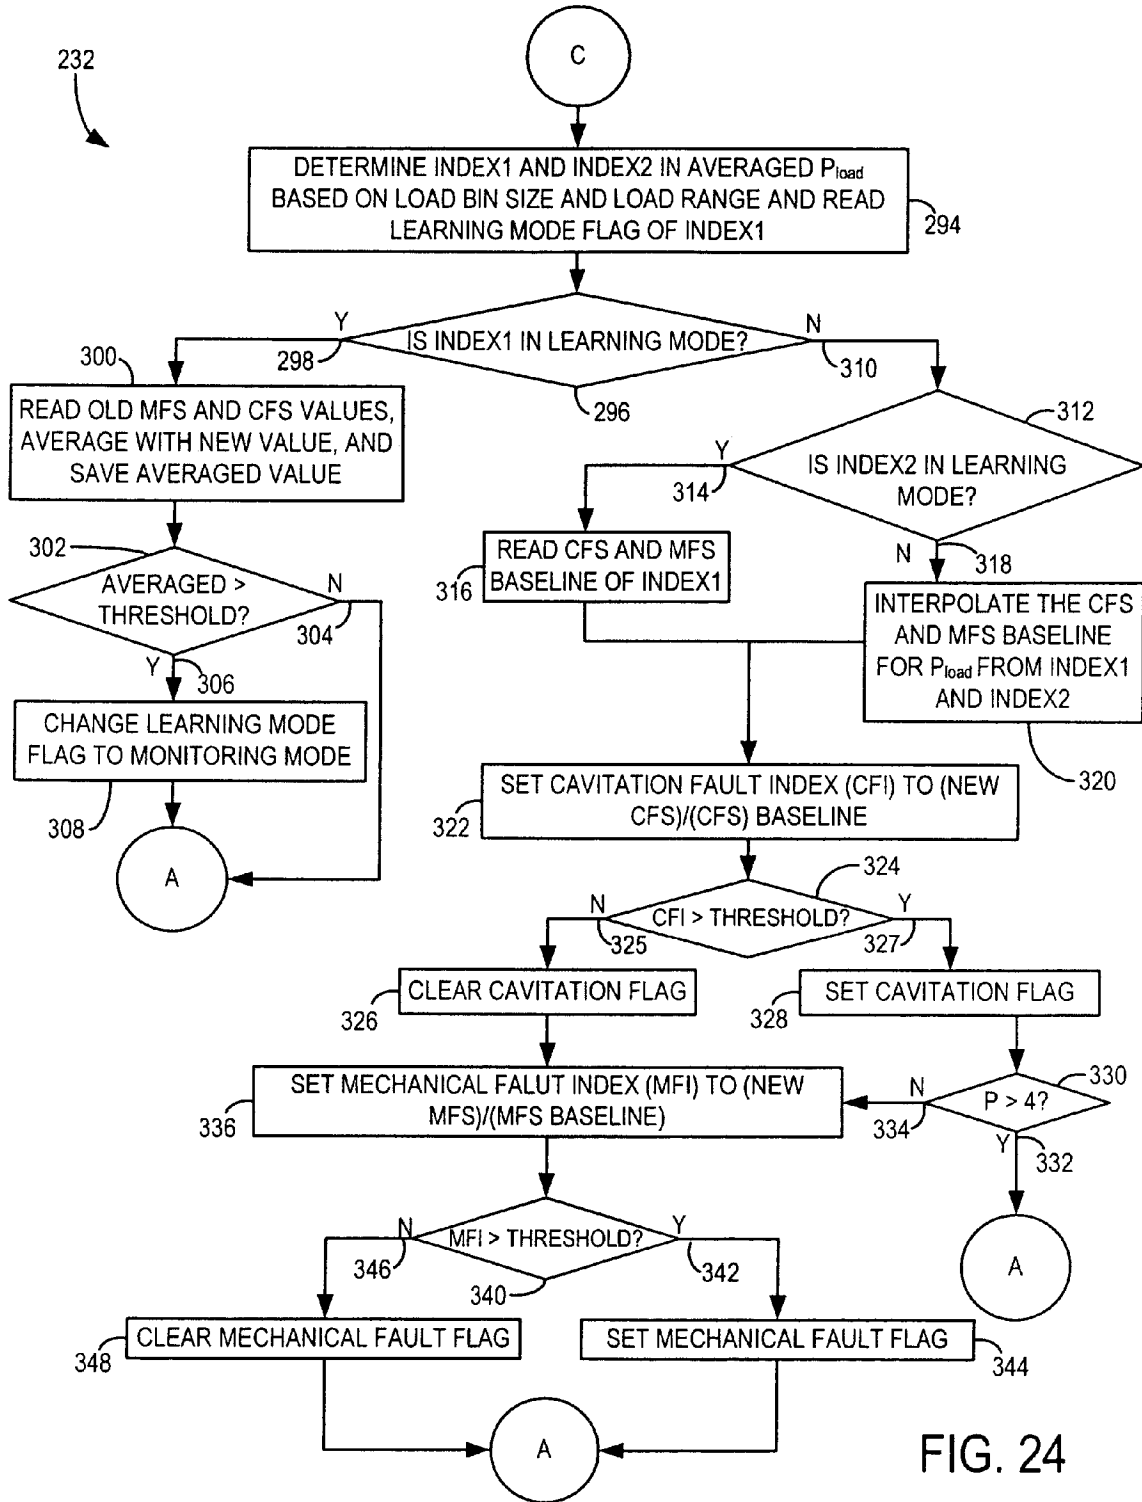 232
C
DETERMINE INDEX1 AND INDEX2 IN AVERAGED Pload
BASED ON LOAD BIN SIZE AND LOAD RANGE AND READ
LEARNING MODE FLAG OF INDEX1
294
Y
IS INDEX1 IN LEARNING MODE?
N
298
296
310
300
READ OLD MFS AND CFS VALUES,
AVERAGE WITH NEW VALUE, AND
SAVE AVERAGED VALUE
312
Y
IS INDEX2 IN LEARNING
MODE?
314
N
318
302
AVERAGED >
THRESHOLD?
N
304
Y
306
READ CFS AND MFS
BASELINE OF INDEX1
316
INTERPOLATE THE CFS
AND MFS BASELINE
FOR Pload FROM INDEX1
AND INDEX2
320
CHANGE LEARNING MODE
FLAG TO MONITORING MODE
308
A
SET CAVITATION FAULT INDEX (CFI) TO (NEW
CFS)/(CFS) BASELINE
322
324
N
CFI > THRESHOLD?
Y
325
327
CLEAR CAVITATION FLAG
326
SET CAVITATION FLAG
328
SET MECHANICAL FALUT INDEX (MFI) TO (NEW
MFS)/(MFS BASELINE)
336
330
N
P > 4?
334
Y
332
A
N
MFI > THRESHOLD?
Y
346
340
342
CLEAR MECHANICAL FAULT FLAG
348
SET MECHANICAL FAULT FLAG
344
A
FIG. 24